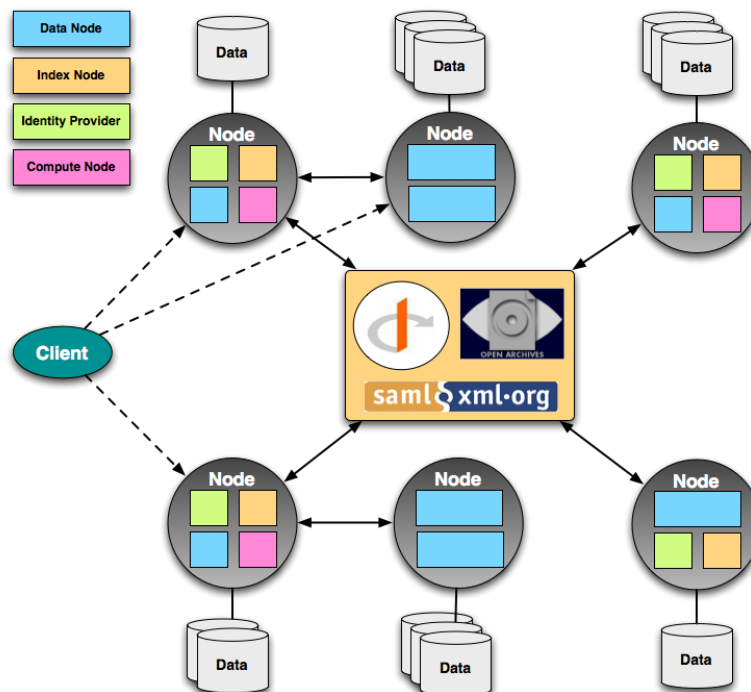 Data Node
Index Node
Identity Provider
Compute Node
Data
Data
Data
Node
Node
Node
Client
OPEN ARCHIVES
saml xml.org
Node
Node
Node
Data
Data
Data